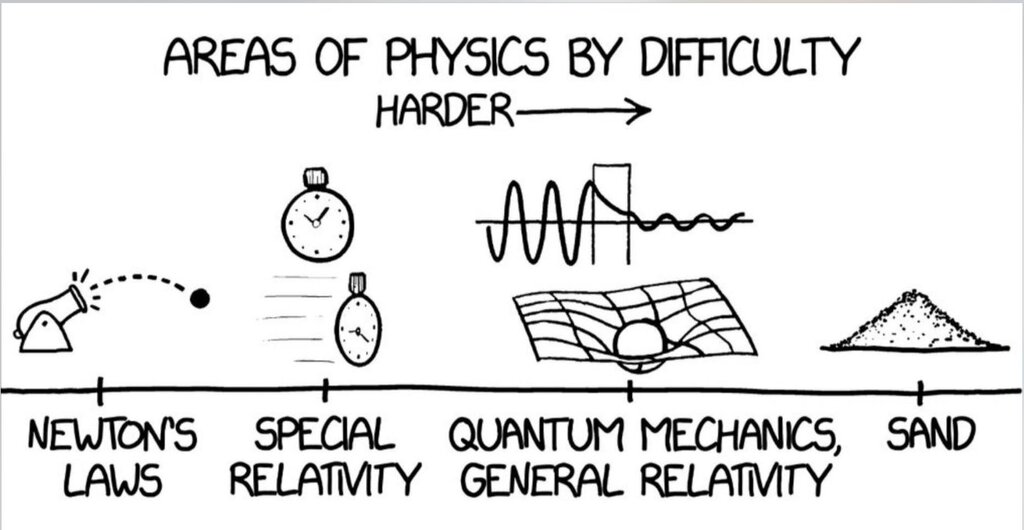 AREAS OF PHYSICS BY DIFFICULTY
HARDER
NEWTON'S
LAWS
SPECIAL
RELATIVITY
QUANTUM MECHANICS,
GENERAL RELATIVITY
SAND